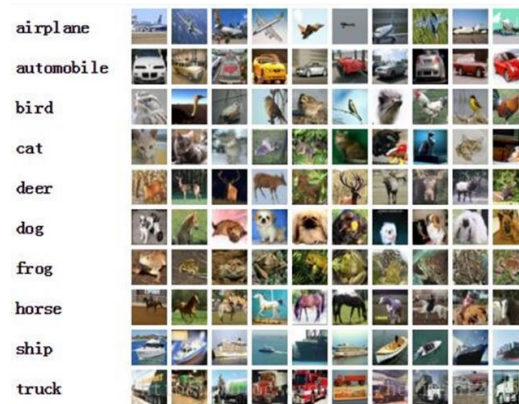 airplane
automobile
bird
cat
deer
dog
frog
horse
ship
truck